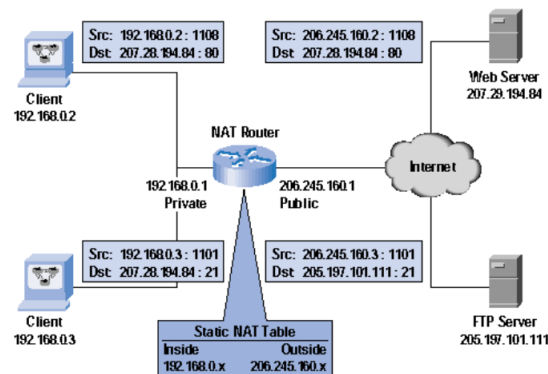 Src: 192.168.0.2 : 1108
Dst: 207.28.194.84 : 80
Src: 206.245.160.2 : 1108
Dst: 207.28.194.84 : 80
Client
192.168.0.2
Web Server
207.29.194.84
NAT Router
Internet
192.168.0.1
Private
206.245.160.1
Public
Src: 192.168.0.3 : 1101
Dst: 207.28.194.84 : 21
Src: 206.245.160.3 : 1101
Dst: 205.197.101.111 : 21
Client
192.168.0.3
FTP Server
205.197.101.111
Static NAT Table
Inside Outside
192.168.0.x 206.245.160.x